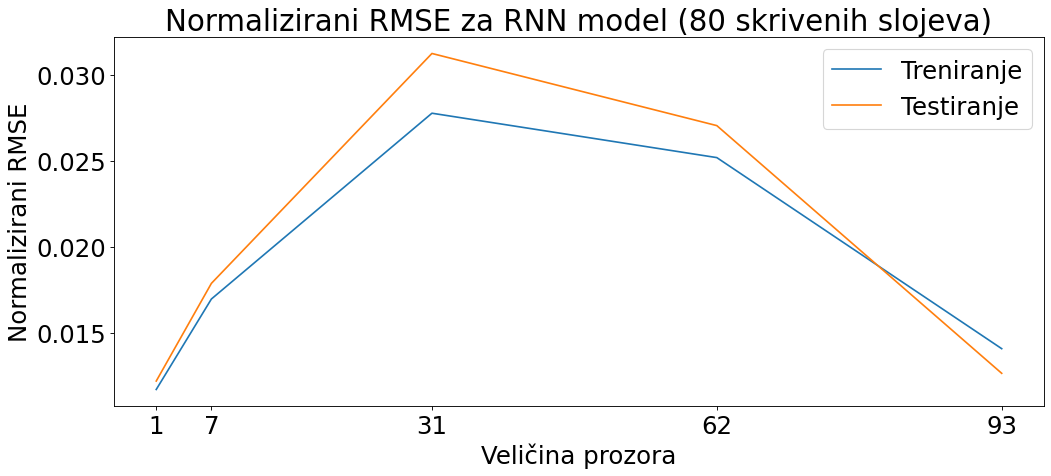 Normalizirani RMSE za RNN model (80 skrivenih slojeva)
Treniranje
Testiranje
Normalizirani RMSE
0.030
0.025
0.020
0.015
1 7 31 62 93
Veličina prozora